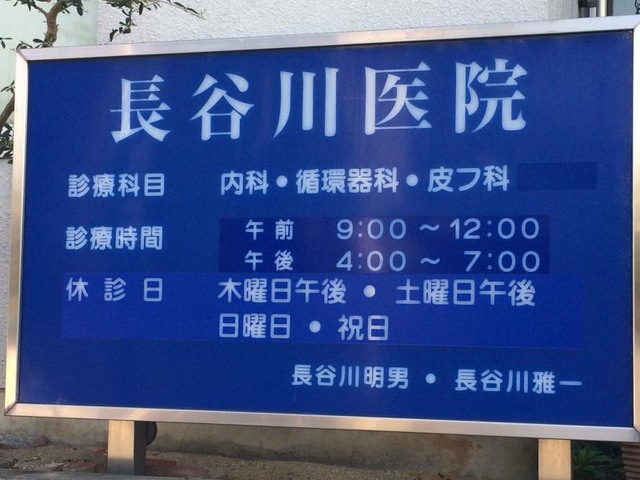 長谷川医院
診療科目 内科・循環器科・皮フ科
診療時間 午前 9:00～12:00
午後 4:00～ 7:00
休診日 木曜日午後・土曜日午後
日曜日・祝日
長谷川明男・長谷川雅一